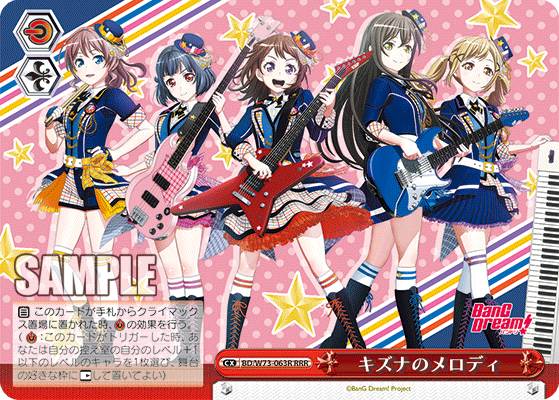 SAMPLE
このカードが手札からクライマックス
置場に置かれた時、の効果を行う。
(:このカードがトリガーした時、あ
なたは自分の控え室の自分のレベル+1
以下のレベルのキャラを1枚選び、舞台
の好きな枠にして置いてよい)
CX BD/W73-063R RRR キズナのメロディ
BanG Dream!
©BanG Dream! Project